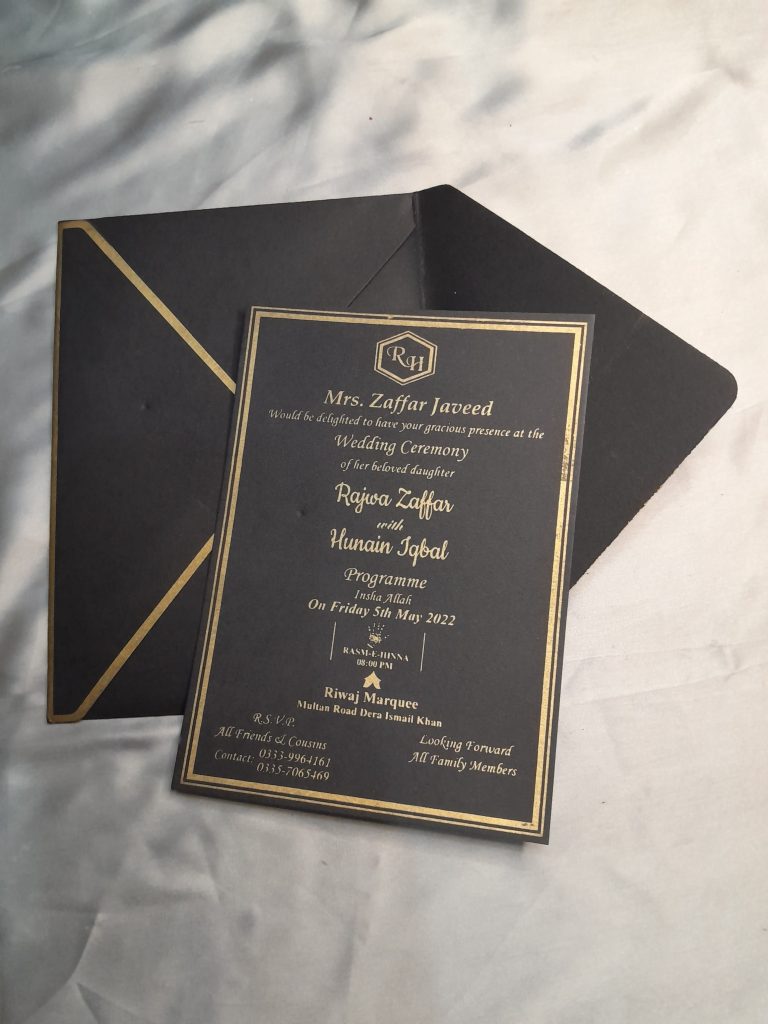 RH
Mrs. Zaffar Javeed
Would be delighted to have your gracious presence at the
Wedding Ceremony
of her beloved daughter
Rajwa Zaffar
with
Hunain Iqbal
Programme
Insha Allah
On Friday 5th May 2022
RASM-E-HINNA
08:00 PM
Riwaj Marquee
Multan Road Dera Ismail Khan
R.S.V.P.
All Friends & Cousins
Contact: 0333-9964161
0335-7065469
Looking Forward
All Family Members